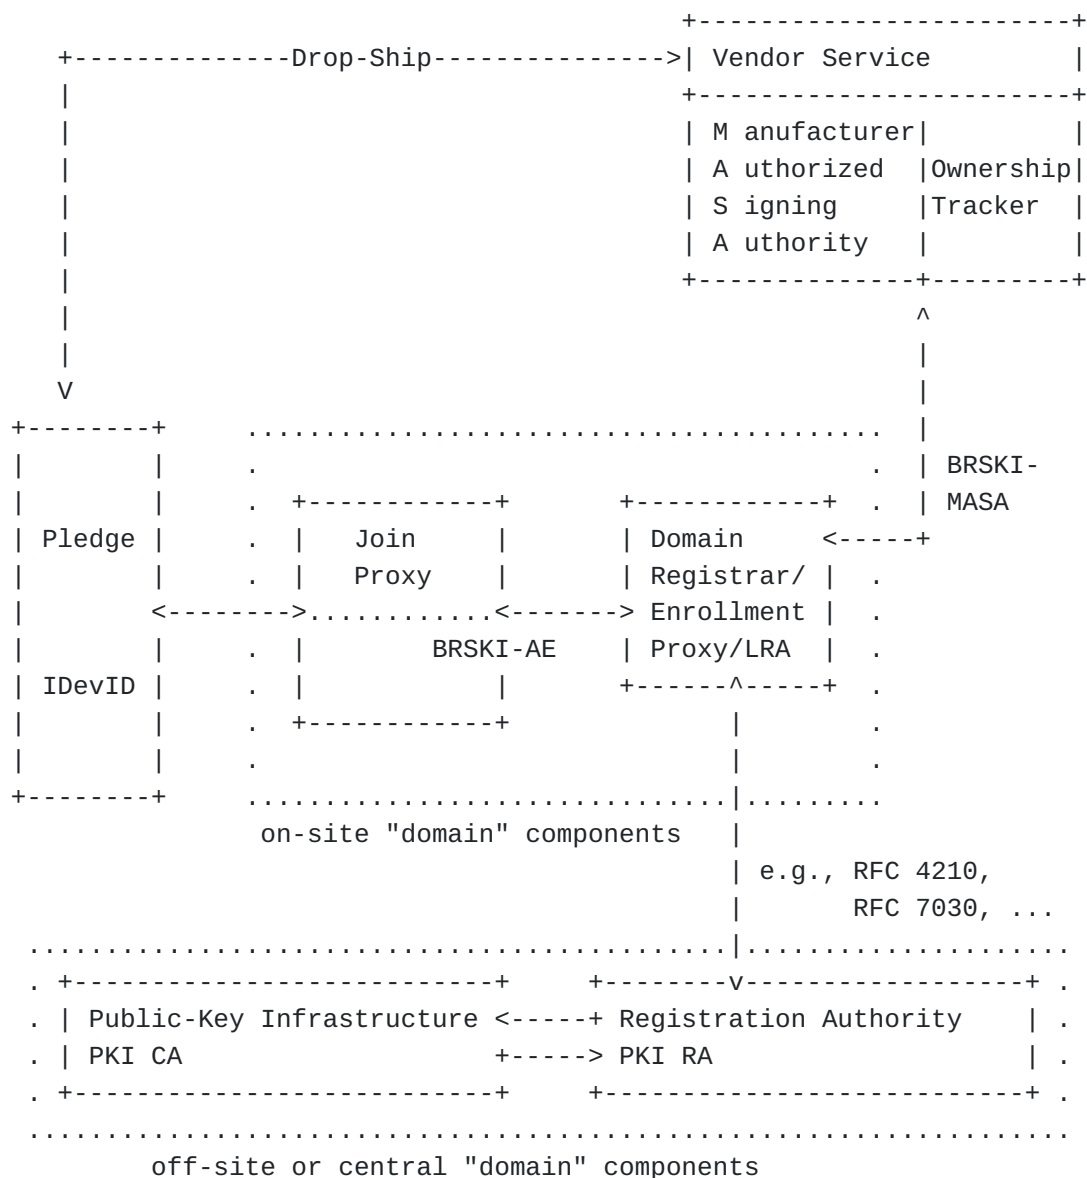 +------------------------+
   +--------------Drop-Ship--------------->| Vendor Service         |
   |                                       +------------------------+
   |                                       | M anufacturer|         |
   |                                       | A uthorized  |Ownership|
   |                                       | S igning     |Tracker  |
   |                                       | A uthority   |         |
   |                                       +--------------+---------+
   |                                                      ^
   |                                                      |
   V                                                      |
+--------+     .........................................  |
|        |     .                                       .  | BRSKI-
|        |     .  +------------+       +------------+  .  | MASA
| Pledge |     .  |   Join     |       | Domain     <-----+
|        |     .  |   Proxy    |       | Registrar/ |  .
|        <-------->............<-------> Enrollment |  .
|        |     .  |        BRSKI-AE    | Proxy/LRA  |  .
| IDevID |     .  |            |       +------^-----+  .
|        |     .  +------------+              |        .
|        |     .                              |        .
+--------+     ...............................|.........
                on-site "domain" components   |
                                              | e.g., RFC 4210,
                                              |       RFC 7030, ...
 .............................................|.....................
 . +---------------------------+     +--------v------------------+ .
 . | Public-Key Infrastructure <-----+ Registration Authority    | .
 . | PKI CA                    +-----> PKI RA                    | .
 . +---------------------------+     +---------------------------+ .
 ...................................................................
         off-site or central "domain" components